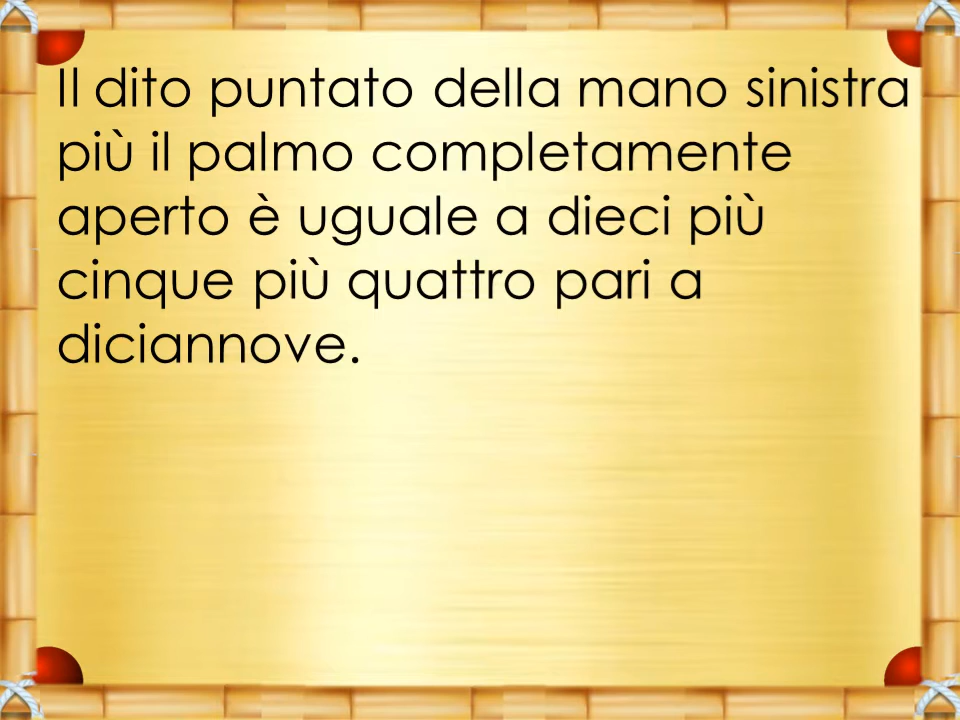 Il dito puntato della mano sinistra
più il palmo completamente
aperto è uguale a dieci più
cinque più quattro pari a
diciannove.